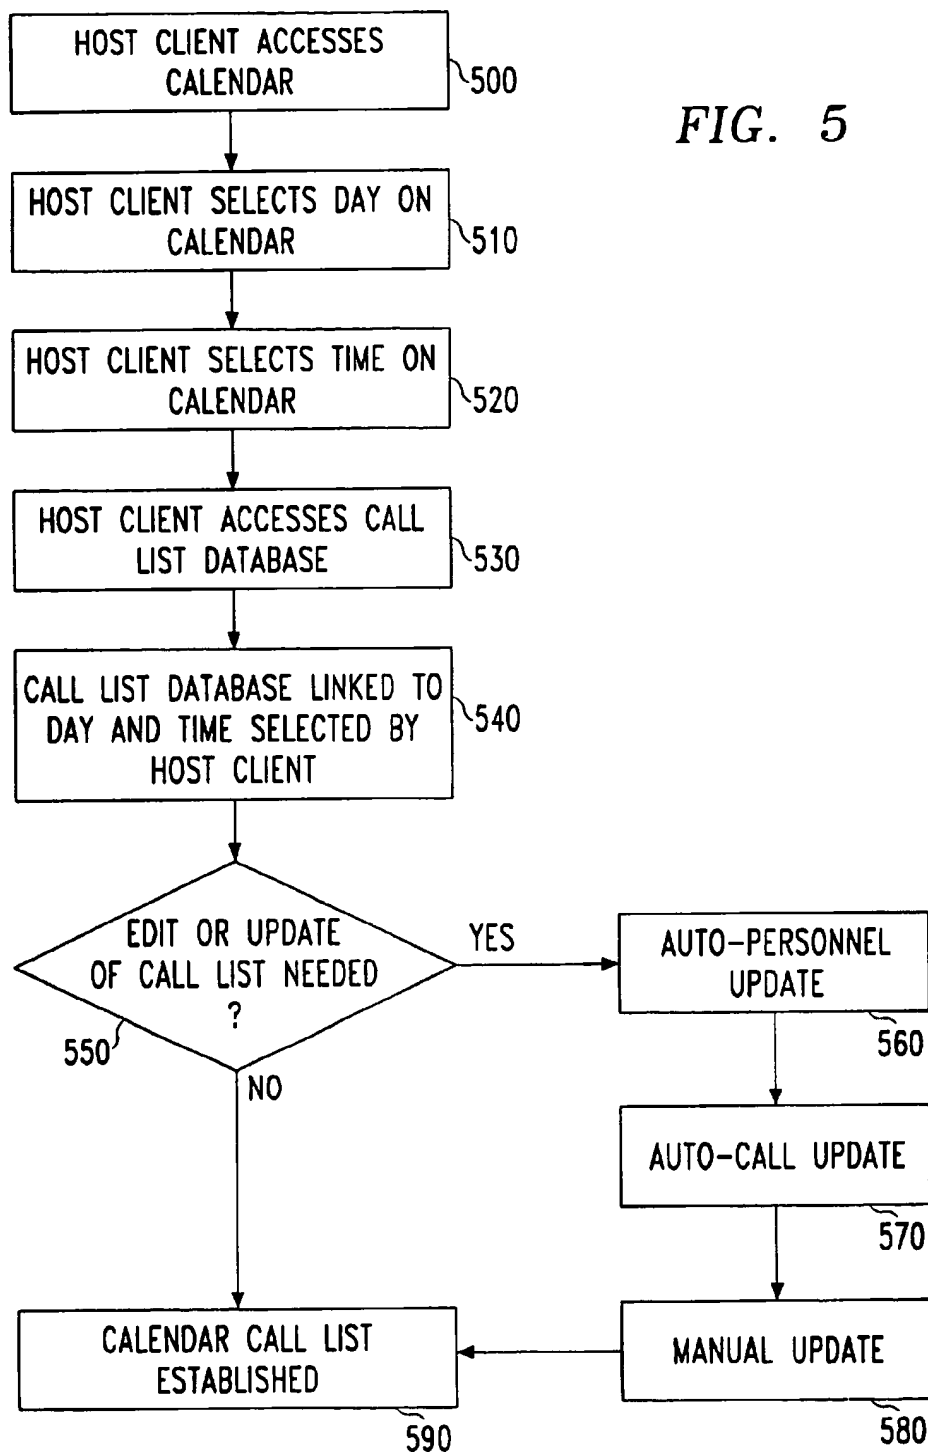 HOST CLIENT ACCESSES
CALENDAR
500
FIG. 5
HOST CLIENT SELECTS DAY ON
CALENDAR
510
HOST CLIENT SELECTS TIME ON
CALENDAR
520
HOST CLIENT ACCESSES CALL
LIST DATABASE
530
CALL LIST DATABASE LINKED TO
DAY AND TIME SELECTED BY
HOST CLIENT
540
EDIT OR UPDATE
OF CALL LIST NEEDED
?
550
YES
NO
AUTO-PERSONNEL
UPDATE
560
AUTO-CALL UPDATE
570
MANUAL UPDATE
580
CALENDAR CALL LIST
ESTABLISHED
590